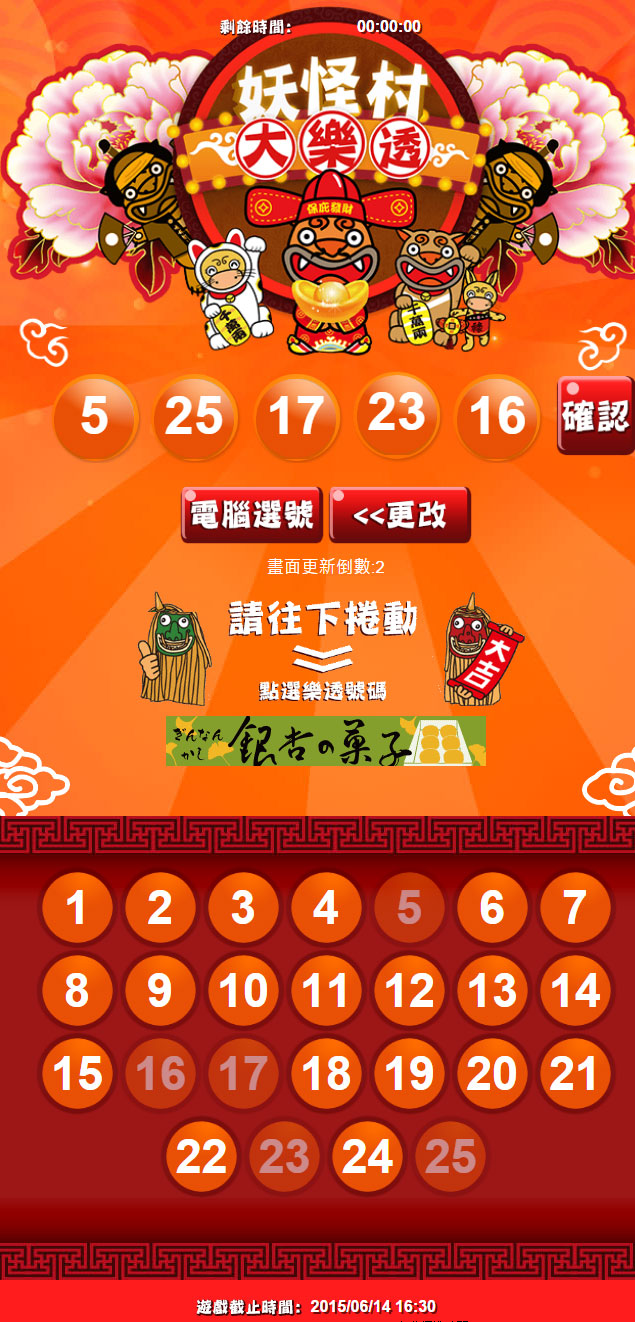 剩餘時間: 00:00:00
妖怪村
大樂透
保庇發財
千萬兩
千萬兩
5 25 17 23 16 確認
電腦選號 <<更改
畫面更新倒數:2
請往下捲動
大吉
點選樂透號碼
ぎんなん
かし
銀杏の菓子
1 2 3 4 5 6 7
8 9 10 11 12 13 14
15 16 17 18 19 20 21
22 23 24 25
遊戲截止時間: 2015/06/14 16:30